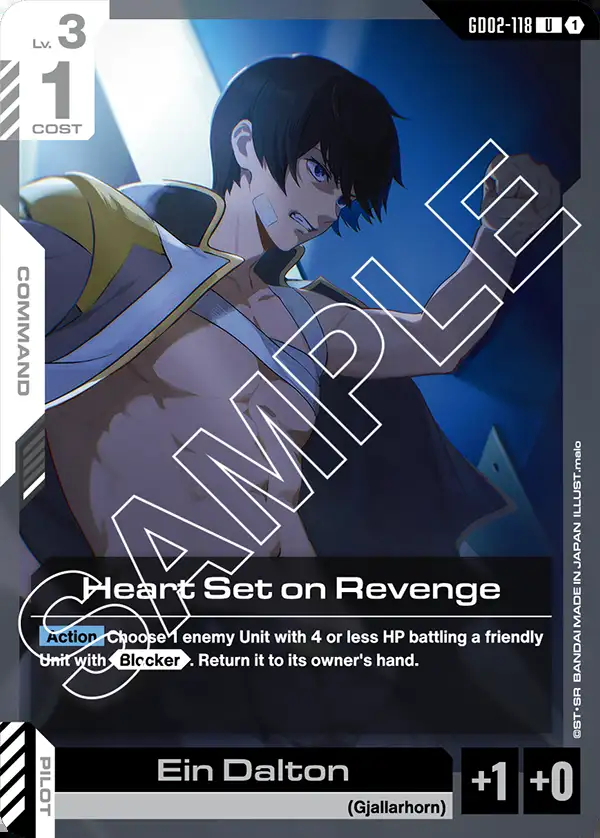 Lv. 3
GD02-118 U 1
1
COST
COMMAND
SAMPLE
Heart Set on Revenge
Action Choose 1 enemy Unit with 4 or less HP battling a friendly
Unit with Blocker . Return it to its owner's hand.
©ST・SR BANDAI MADE IN JAPAN ILLUST.malo
PILOT
Ein Dalton
+1 +0
(Gjallarhorn)